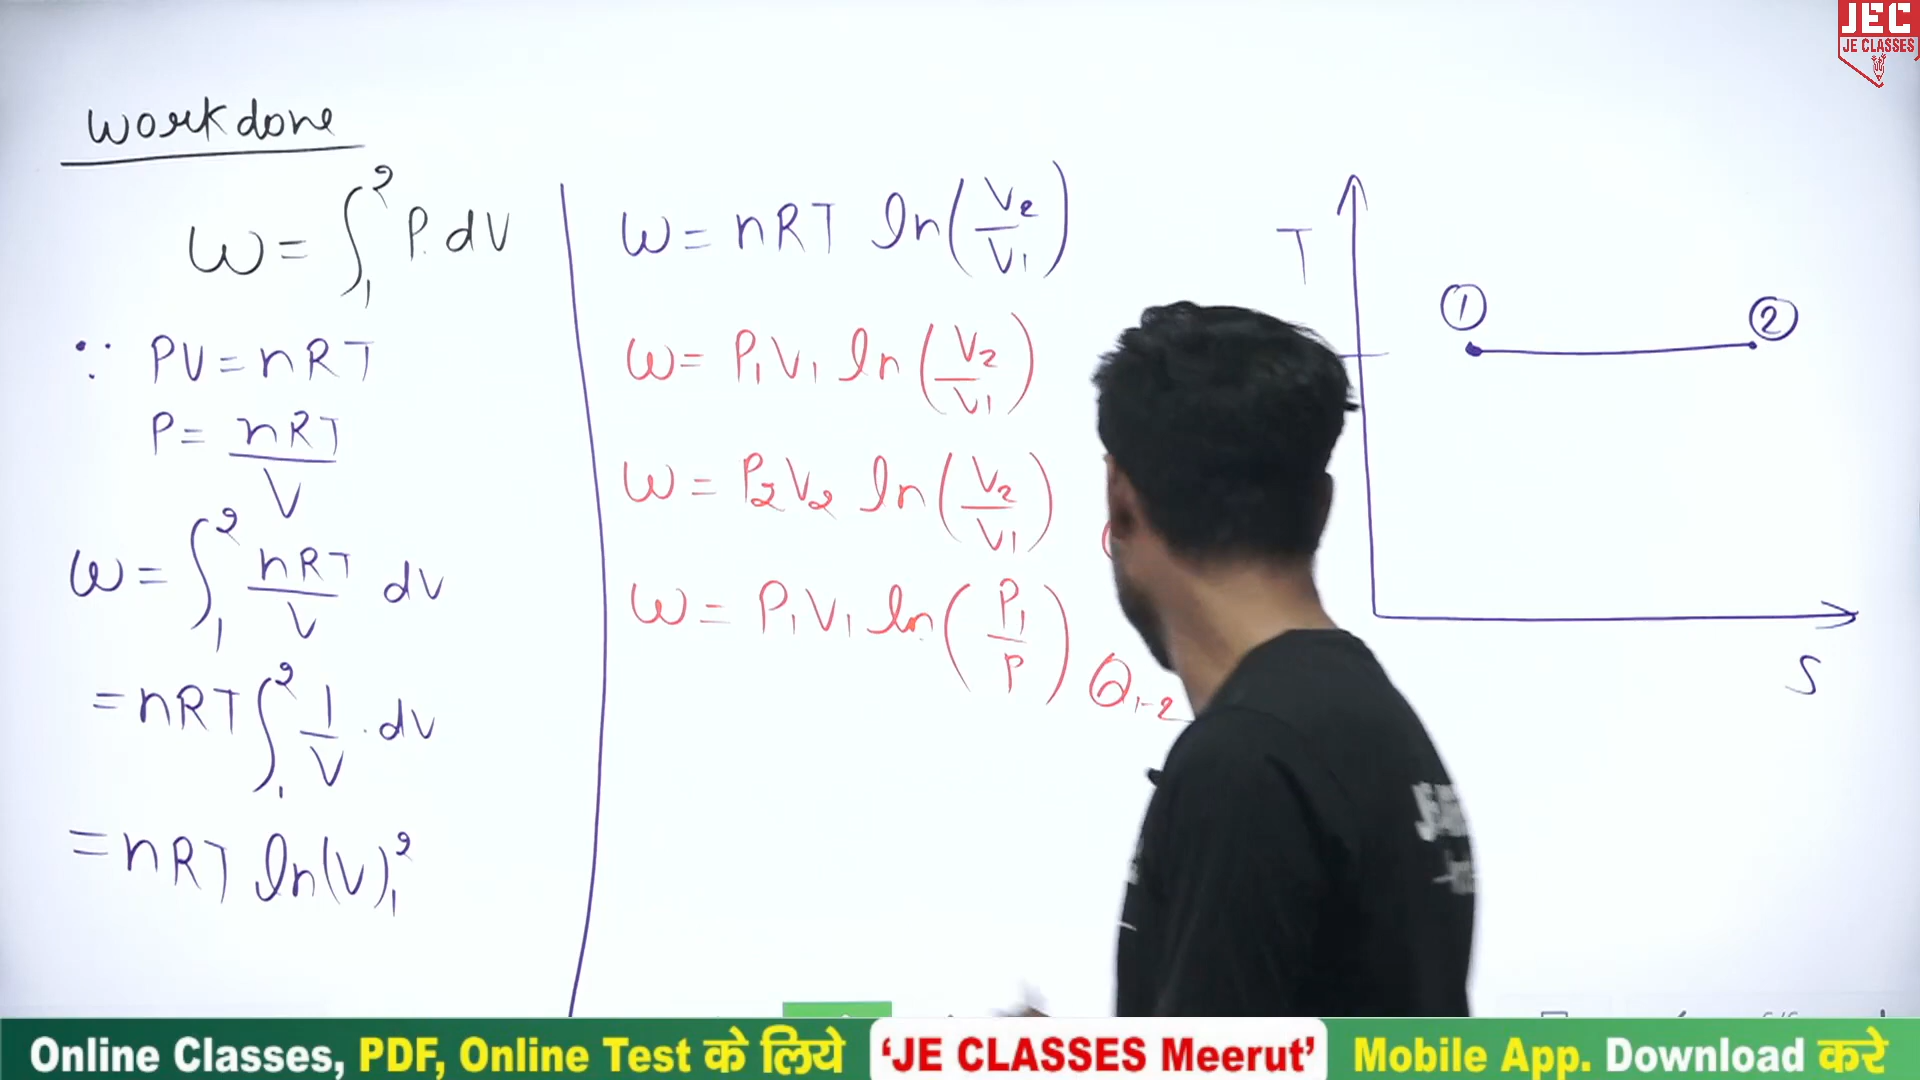 JEC
JE CLASSES
Workdone
W = ∫₁² P.dV
∵ PV = nRT
P = nRT/V
W = ∫₁² nRT/V dV
= nRT ∫₁² 1/V . dV
= nRT ln(V)₁²
W = nRT ln(V₂/V₁)
W = P₁V₁ ln(V₂/V₁)
W = P₂V₂ ln(V₂/V₁)
W = P₁V₁ ln(P₁/P)
Q₁₋₂
T
①
②
S
Online Classes, PDF, Online Test के लिये ‘JE CLASSES Meerut’ Mobile App. Download करे